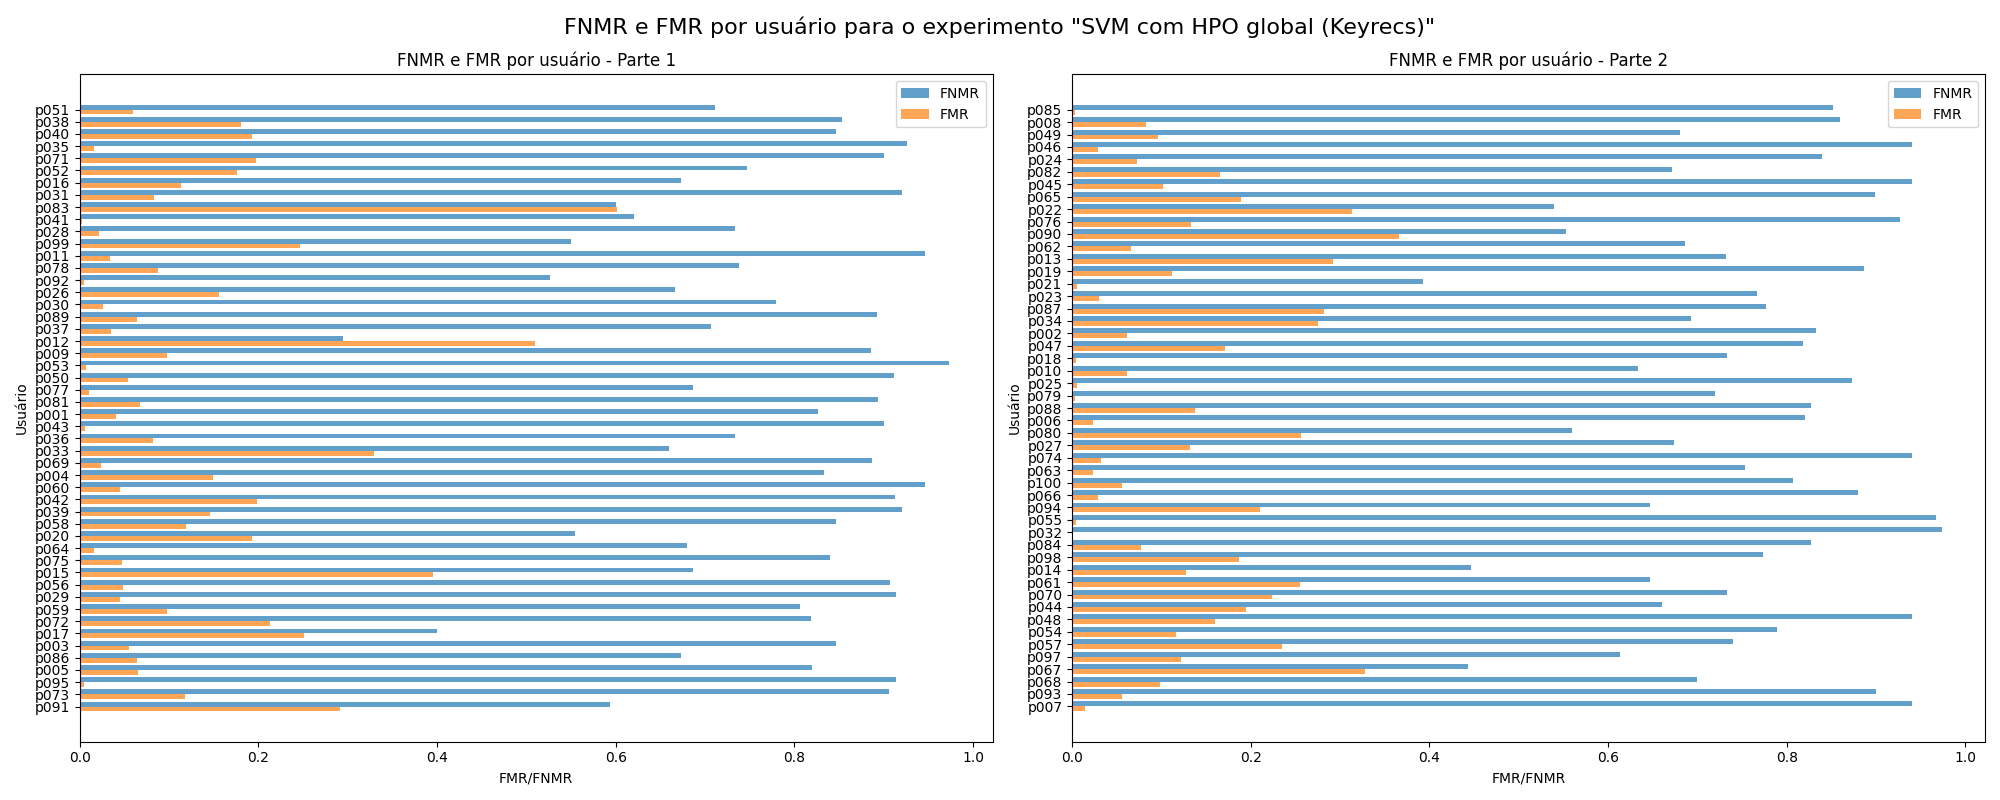 FNMR e FMR por usuário para o experimento "SVM com HPO global (Keyrecs)"
FNMR e FMR por usuário - Parte 1
FNMR
FMR
Usuário
p051
p038
p040
p035
p071
p052
p016
p031
p083
p041
p028
p099
p011
p078
p092
p026
p030
p089
p037
p012
p009
p053
p050
p077
p081
p001
p043
p036
p033
p069
p004
p060
p042
p039
p058
p020
p064
p075
p015
p056
p029
p059
p072
p017
p003
p086
p005
p095
p073
p091
0.0 0.2 0.4 0.6 0.8 1.0
FMR/FNMR
FNMR e FMR por usuário - Parte 2
FNMR
FMR
Usuário
p085
p008
p049
p046
p024
p082
p045
p065
p022
p076
p090
p062
p013
p019
p021
p023
p087
p034
p002
p047
p018
p010
p025
p079
p088
p006
p080
p027
p074
p063
p100
p066
p094
p055
p032
p084
p098
p014
p061
p070
p044
p048
p054
p057
p097
p067
p068
p093
p007
0.0 0.2 0.4 0.6 0.8 1.0
FMR/FNMR